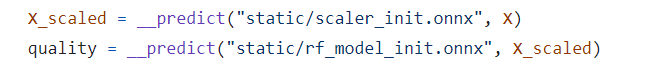 X_scaled = __predict("static/scaler_init.onnx", X)
quality = __predict("static/rf_model_init.onnx", X_scaled)